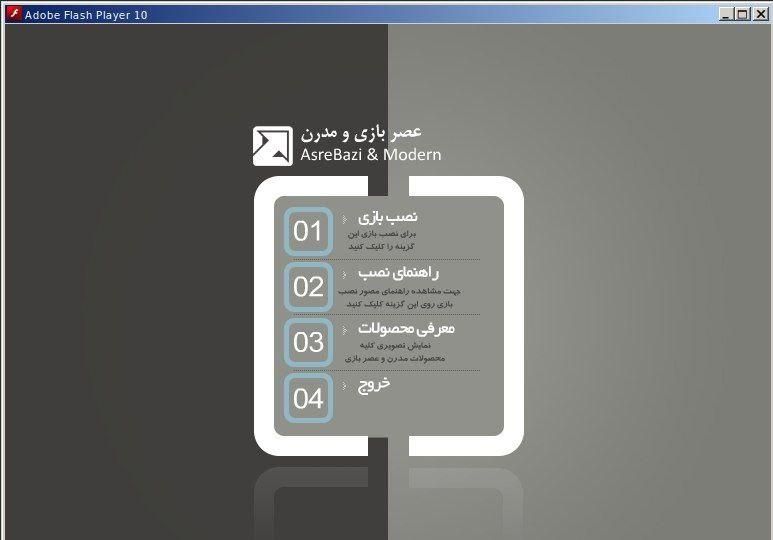 Adobe Flash Player 10
عصر بازی و مدرن
AsreBazi & Modern
01
نصب بازی
برای نصب بازی این
گزینه را کلیک کنید
02
راهنمای نصب
جهت مشاهده راهنمای مصور نصب
بازی روی این گزینه کلیک کنید
03
معرفی محصولات
نمایش تصویری کلیه
محصولات مدرن و عصر بازی
04
خروج